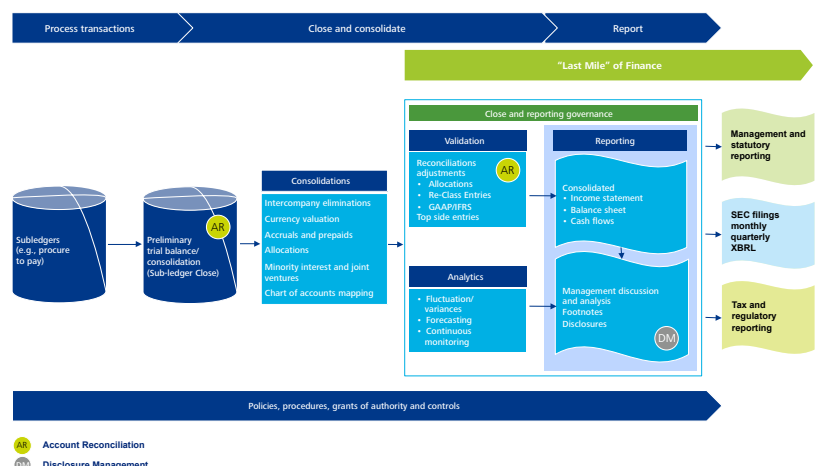 Process transactions
Close and consolidate
Report
“Last Mile” of Finance
Close and reporting governance
Subledgers
(e.g., procure
to pay)
AR
Preliminary
trial balance/
consolidation
(Sub-ledger Close)
Consolidations
Intercompany eliminations
Currency valuation
Accruals and prepaids
Allocations
Minority interest and joint
ventures
Chart of accounts mapping
Validation
Reconciliations
adjustments
AR
• Allocations
• Re-Class Entries
• GAAP/IFRS
Top side entries
Analytics
• Fluctuation/
variances
• Forecasting
• Continuous
monitoring
Reporting
Consolidated
• Income statement
• Balance sheet
• Cash flows
Management discussion
and analysis
Footnotes
Disclosures
DM
Management and
statutory
reporting
SEC filings
monthly
quarterly
XBRL
Tax and
regulatory
reporting
Policies, procedures, grants of authority and controls
AR Account Reconciliation
DM Disclosure Management